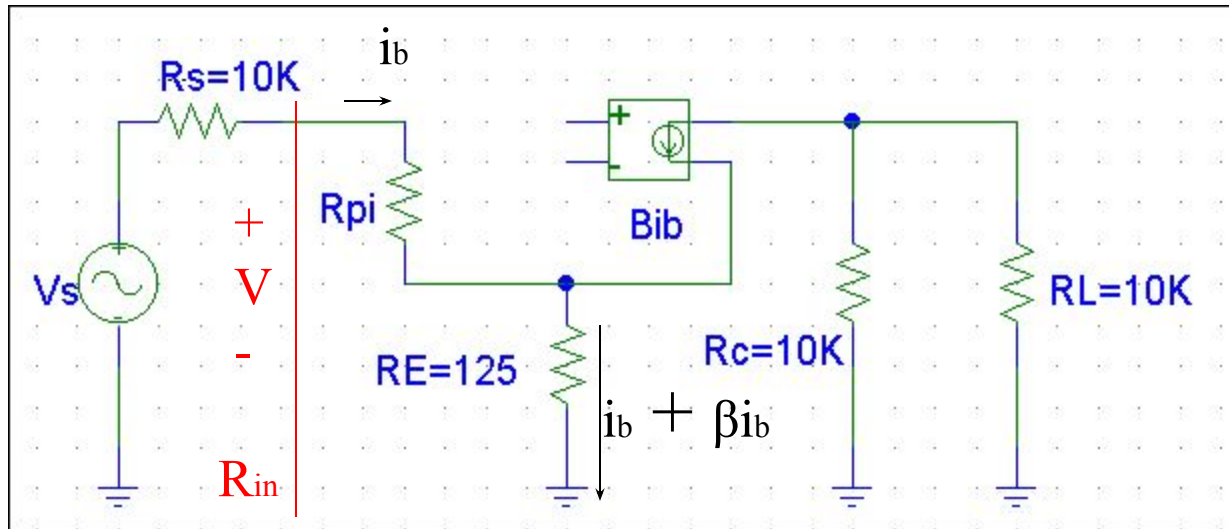 ib
Rs=10K
+
-
Rpi
Bib
+
V
-
Vs
+
-
RL=10K
Rc=10K
RE=125
ib + βib
Rin